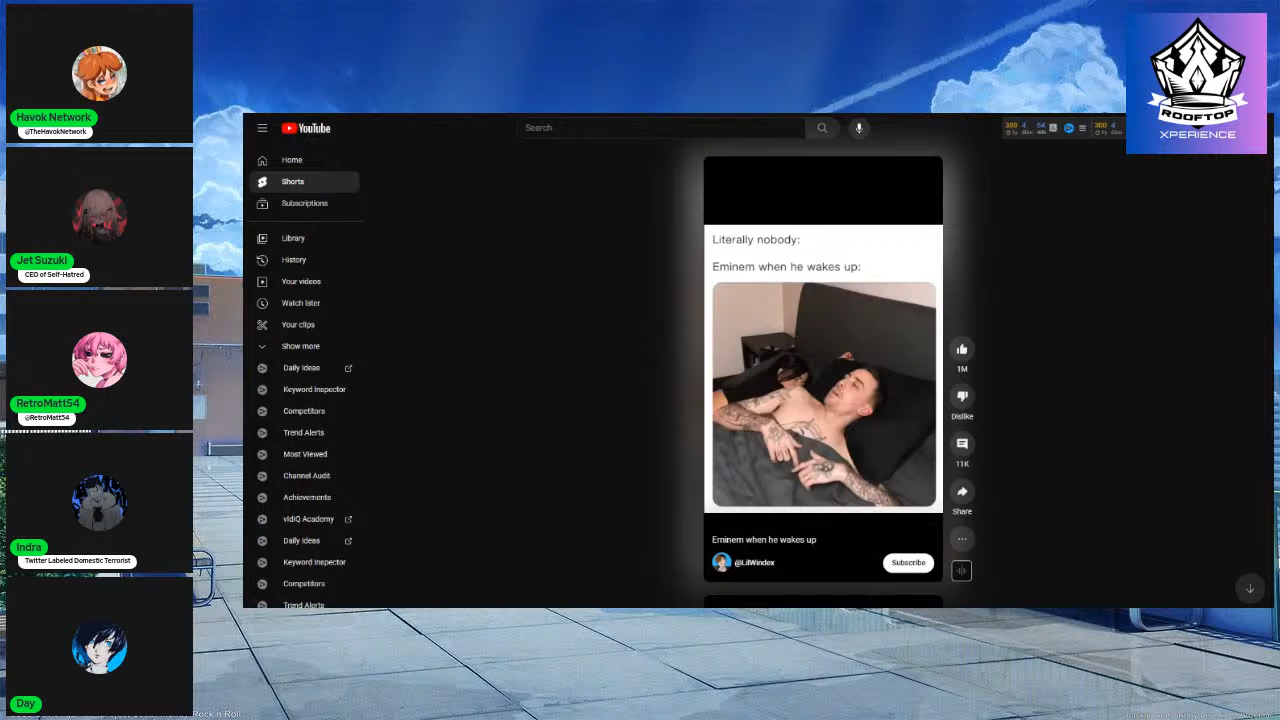 Havok Network
@TheHavokNetwork
Jet Suzuki
CEO of Self-Hatred
RetroMatt54
@RetroMatt54
Indra
Twitter Labeled Domestic Terrorist
Day
Rock n Roll
YouTube
Search
Home
Shorts
Subscriptions
Library
History
Your videos
Watch later
Your clips
Show more
Daily Ideas
Keyword Inspector
Competitors
Trend Alerts
Most Viewed
Channel Audit
Achievements
vidIQ Academy
Daily Ideas
Keyword Inspector
Competitors
Trend Alerts
Literally nobody:
Eminem when he wakes up:
Eminem when he wakes up
@LilWindex
Subscribe
1M
Dislike
11K
Share
ROOFTOP
XPERIENCE